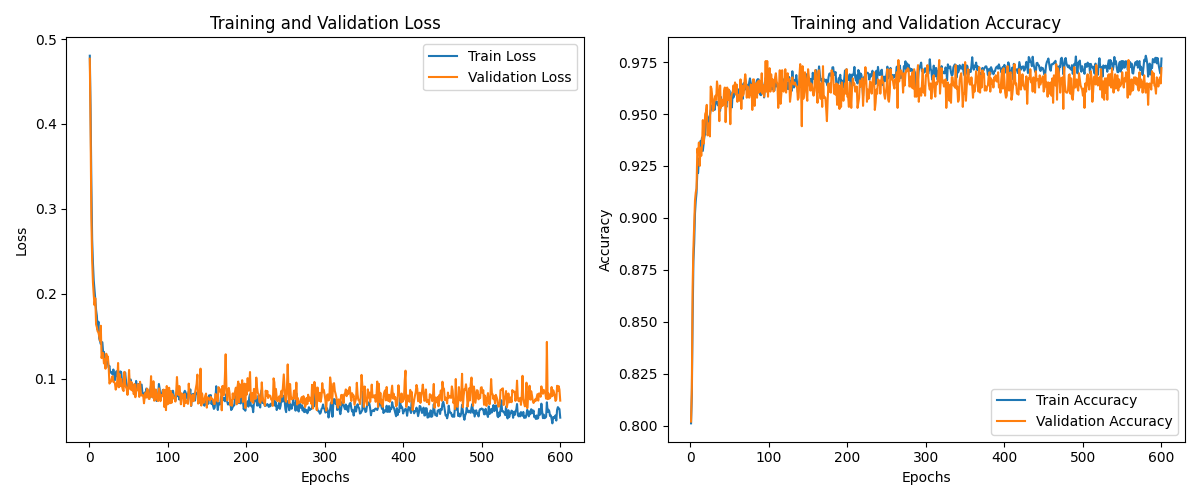 Training and Validation Loss
Train Loss
Validation Loss
Loss
0.5
0.4
0.3
0.2
0.1
0 100 200 300 400 500 600
Epochs
Training and Validation Accuracy
Accuracy
0.975
0.950
0.925
0.900
0.875
0.850
0.825
0.800
Train Accuracy
Validation Accuracy
0 100 200 300 400 500 600
Epochs